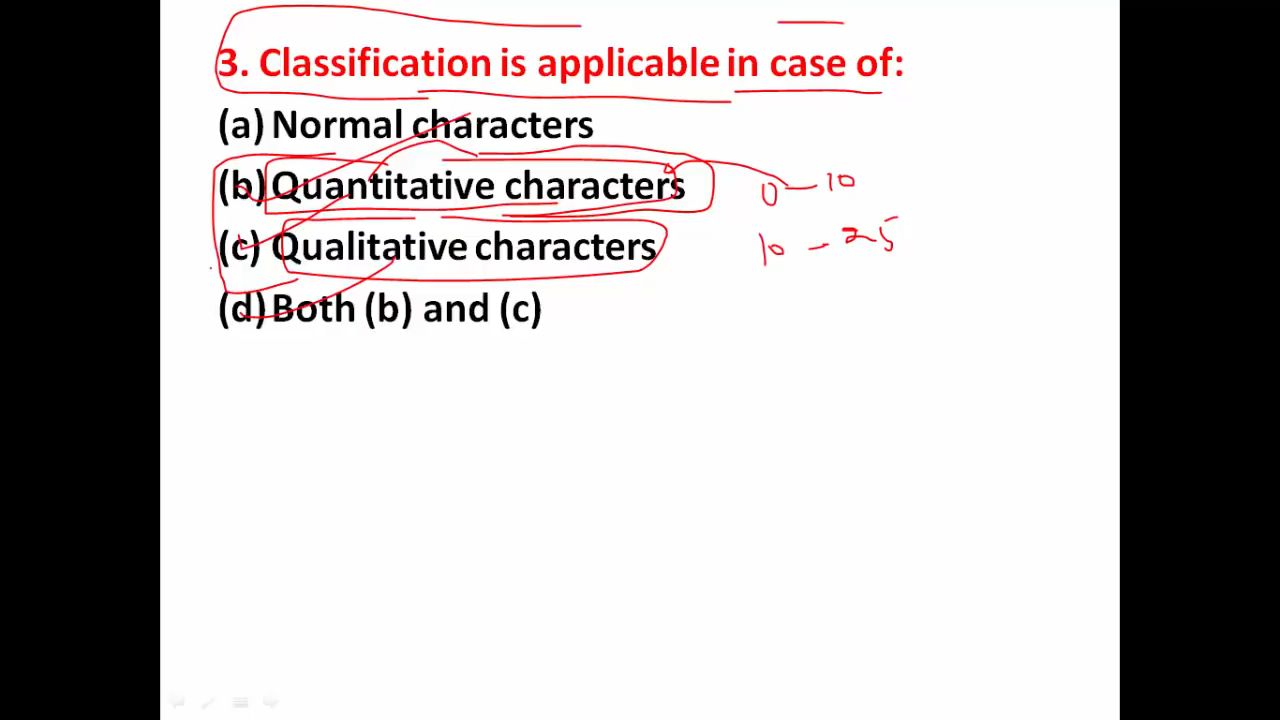 3. Classification is applicable in case of:
(a) Normal characters
(b) Quantitative characters
0 - 10
(c) Qualitative characters
10 - 25
(d) Both (b) and (c)